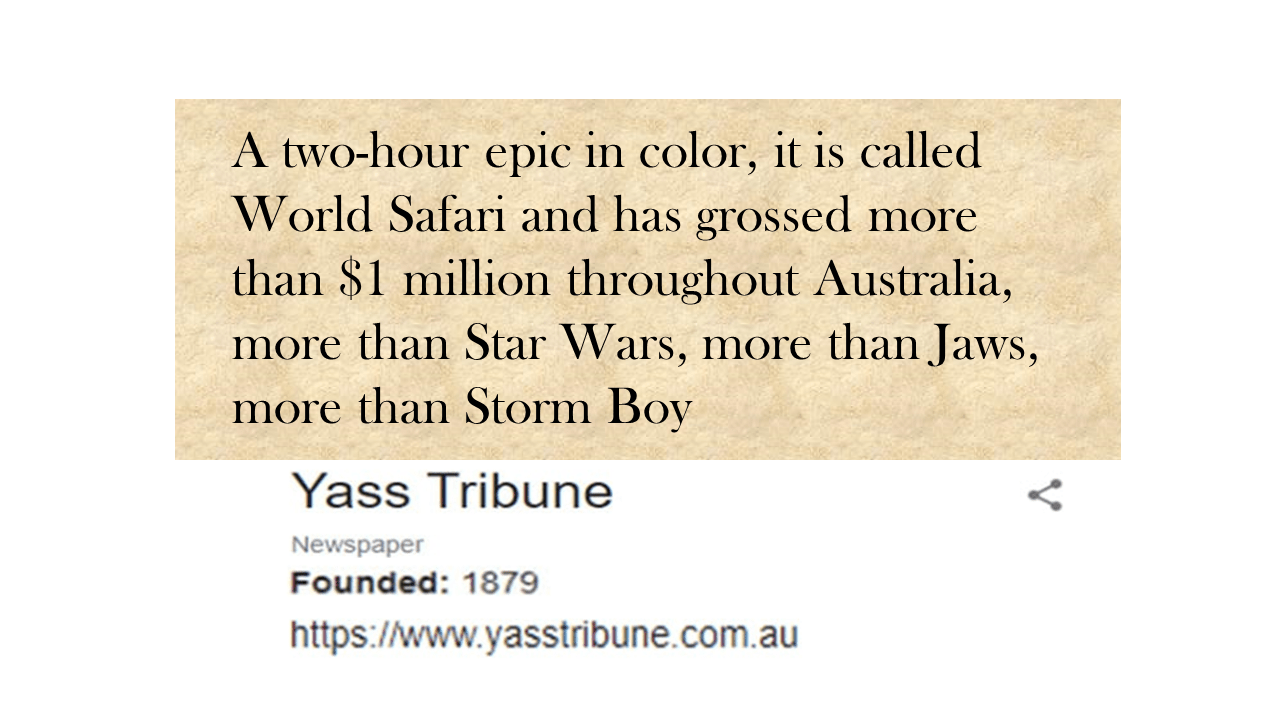 A two-hour epic in color, it is called
World Safari and has grossed more
than $1 million throughout Australia,
more than Star Wars, more than Jaws,
more than Storm Boy
Yass Tribune
Newspaper
Founded: 1879
https://www.yasstribune.com.au